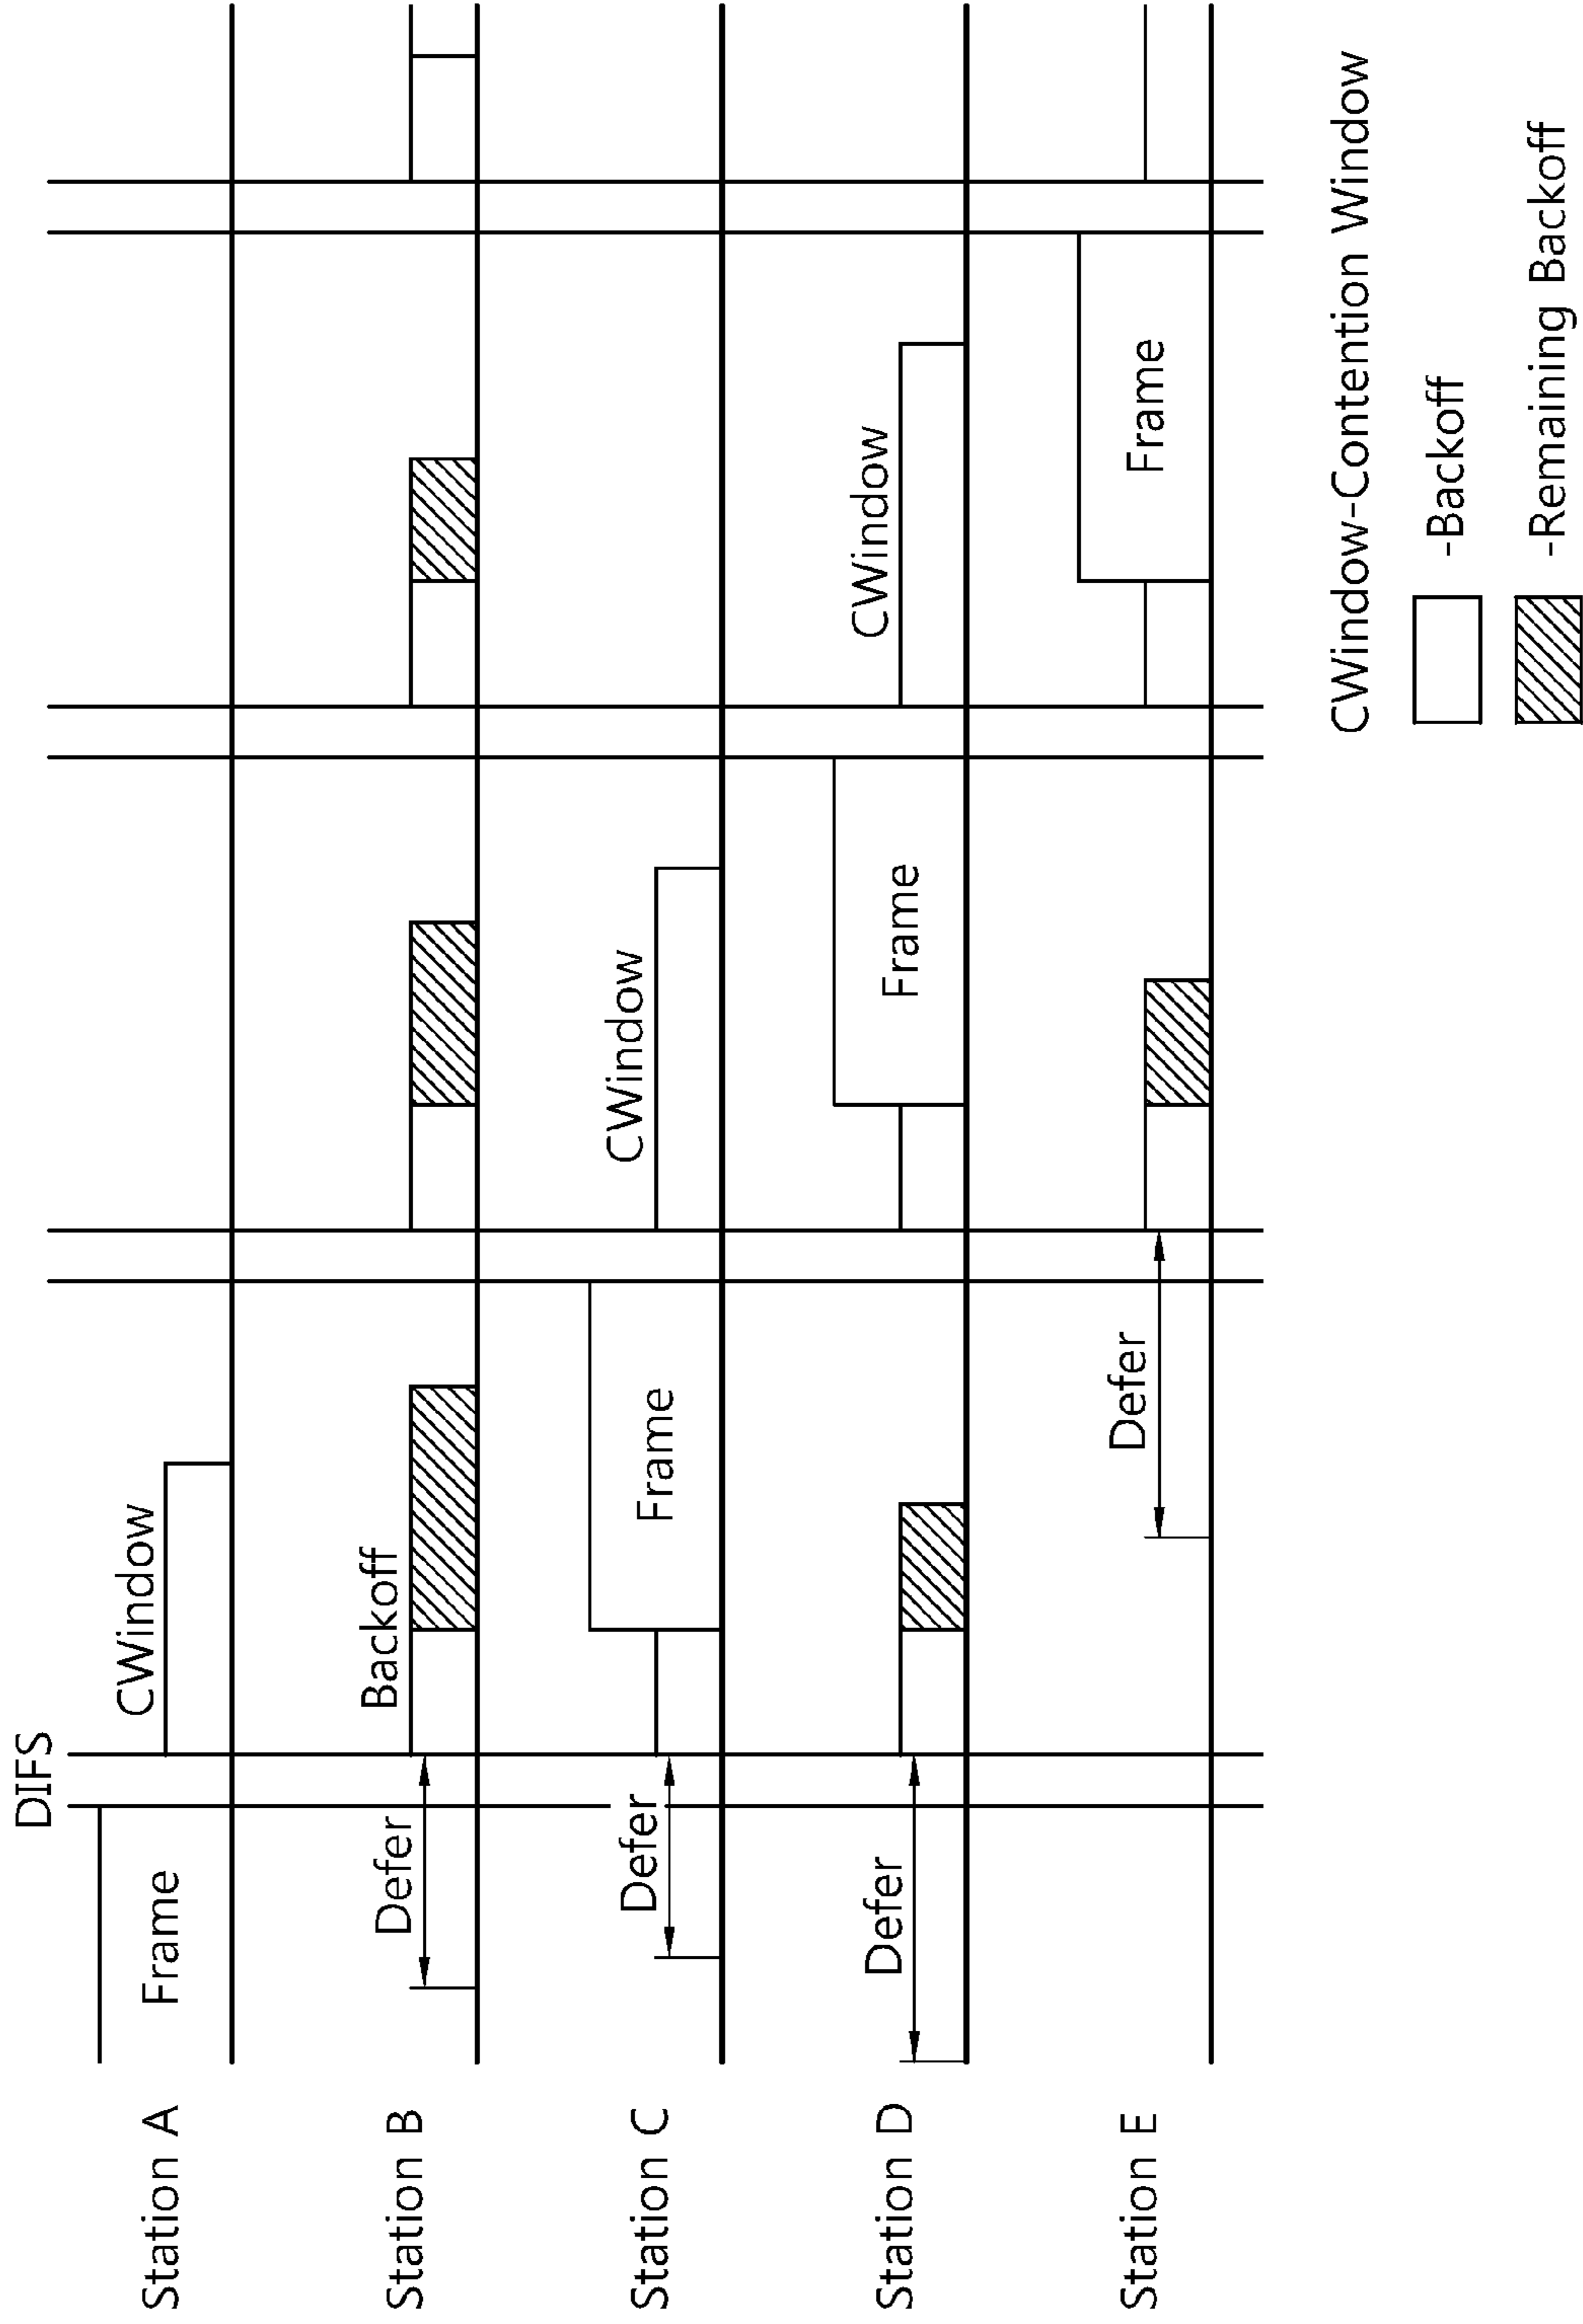 DIFS
Station A
Frame
CWindow
Station B
Defer
Backoff
Station C
Defer
Frame
CWindow
Station D
Defer
Frame
CWindow
Station E
Defer
Frame
CWindow-Contention Window
-Backoff
-Remaining Backoff